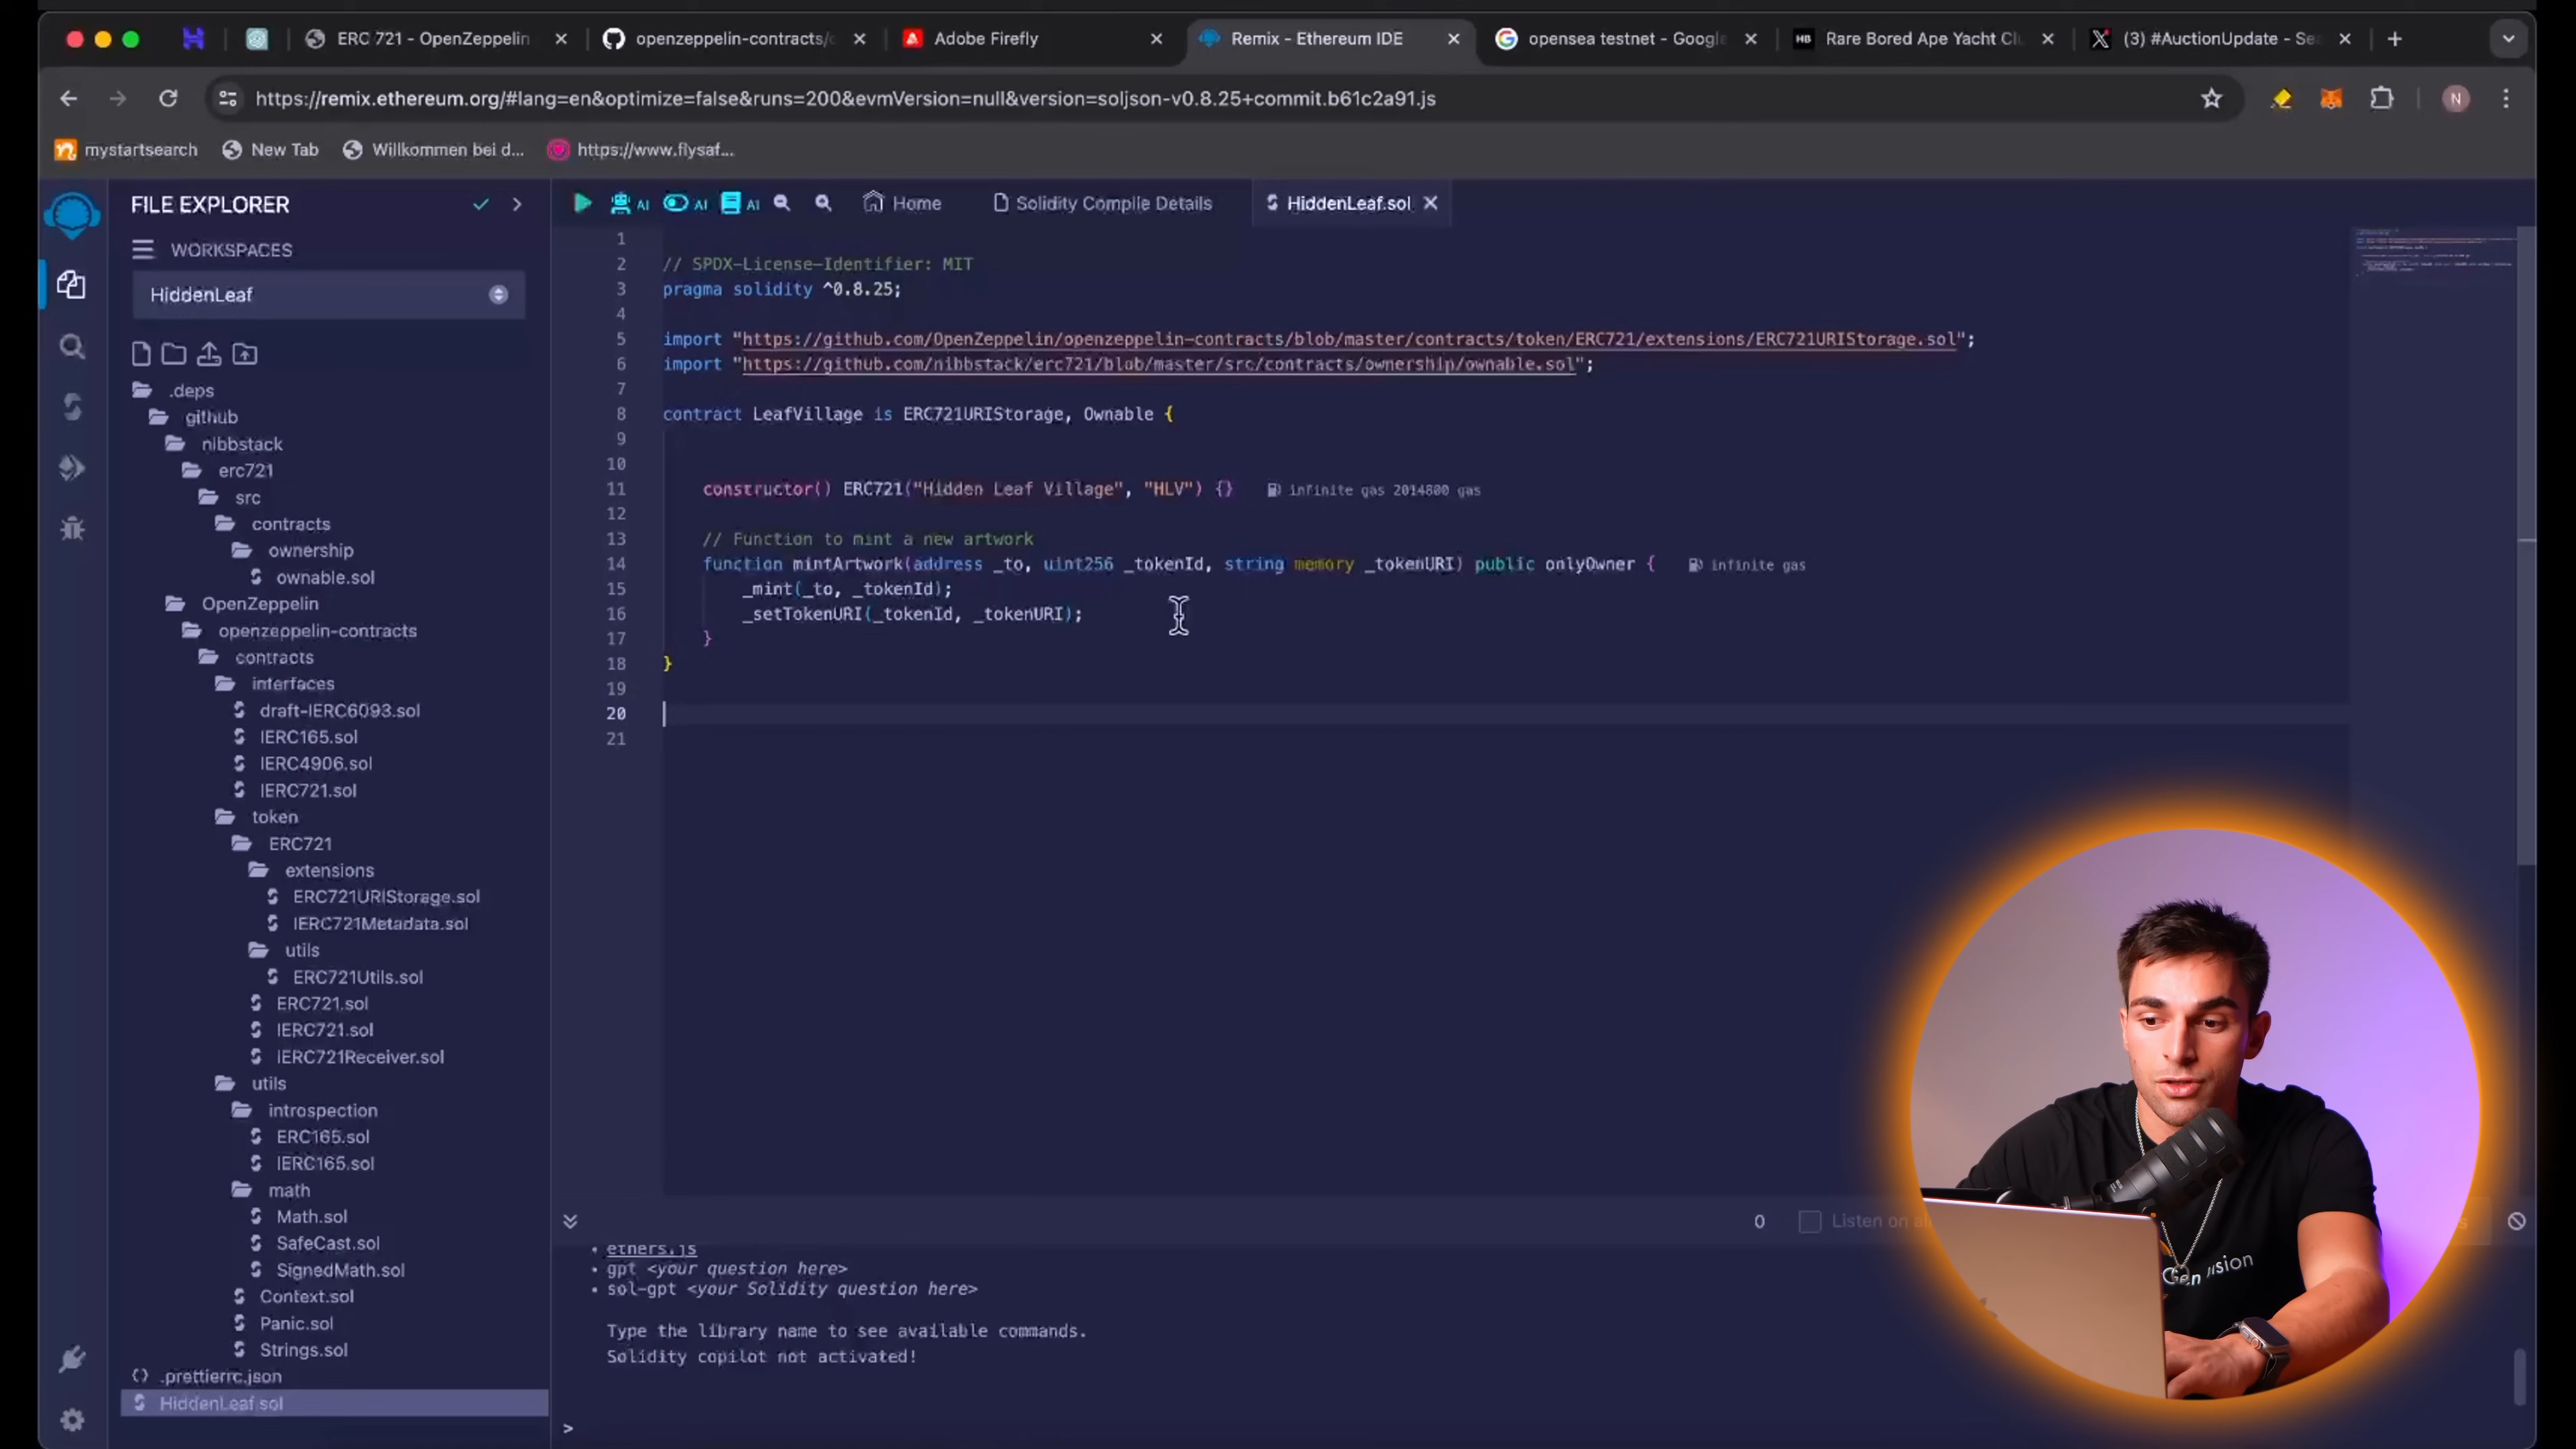 ERC 721 - OpenZeppelin
openzeppelin-contracts/
Adobe Firefly
Remix - Ethereum IDE
opensea testnet - Google
Rare Bored Ape Yacht Clu
(3) #AuctionUpdate - Sea
https://remix.ethereum.org/#lang=en&optimize=false&runs=200&evmVersion=null&version=soljson-v0.8.25+commit.b61c2a91.js
N
mystartsearch
New Tab
Willkommen bei d...
https://www.flysaf...
FILE EXPLORER
WORKSPACES
HiddenLeaf
.deps
github
nibbstack
erc721
src
contracts
ownership
ownable.sol
OpenZeppelin
openzeppelin-contracts
contracts
interfaces
draft-IERC6093.sol
IERC165.sol
IERC4906.sol
IERC721.sol
token
ERC721
extensions
ERC721URIStorage.sol
IERC721Metadata.sol
utils
ERC721Utils.sol
ERC721.sol
IERC721.sol
IERC721Receiver.sol
utils
introspection
ERC165.sol
IERC165.sol
math
Math.sol
SafeCast.sol
SignedMath.sol
Context.sol
Panic.sol
Strings.sol
.prettierrc.json
HiddenLeaf.sol
AI AI AI Home Solidity Compile Details HiddenLeaf.sol
1
2 // SPDX-License-Identifier: MIT
3 pragma solidity ^0.8.25;
4
5 import "https://github.com/OpenZeppelin/openzeppelin-contracts/blob/master/contracts/token/ERC721/extensions/ERC721URIStorage.sol";
6 import "https://github.com/nibbstack/erc721/blob/master/src/contracts/ownership/ownable.sol";
7
8 contract LeafVillage is ERC721URIStorage, Ownable {
9
10
11 constructor() ERC721("Hidden Leaf Village", "HLV") {} infinite gas 2014800 gas
12
13 // Function to mint a new artwork
14 function mintArtwork(address _to, uint256 _tokenId, string memory _tokenURI) public onlyOwner { infinite gas
15 _mint(_to, _tokenId);
16 _setTokenURI(_tokenId, _tokenURI);
17 }
18 }
19
20
21
0 Listen on al
• ethers.js
• gpt <your question here>
• sol-gpt <your Solidity question here>
Type the library name to see available commands.
Solidity copilot not activated!
>